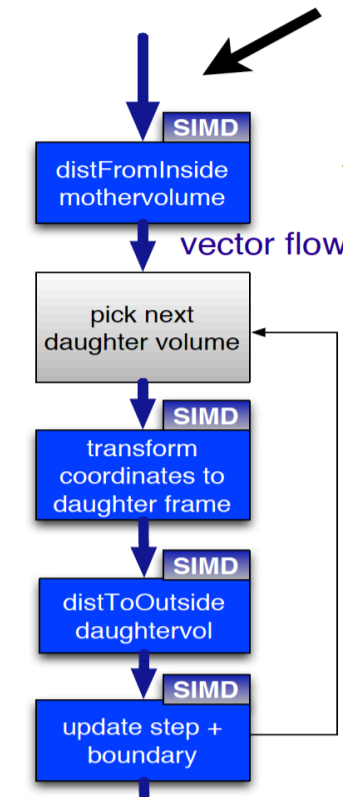 SIMD
distFromInside
mothervolume
vector flow
pick next
daughter volume
SIMD
transform
coordinates to
daughter frame
SIMD
distToOutside
daughtervol
SIMD
update step +
boundary